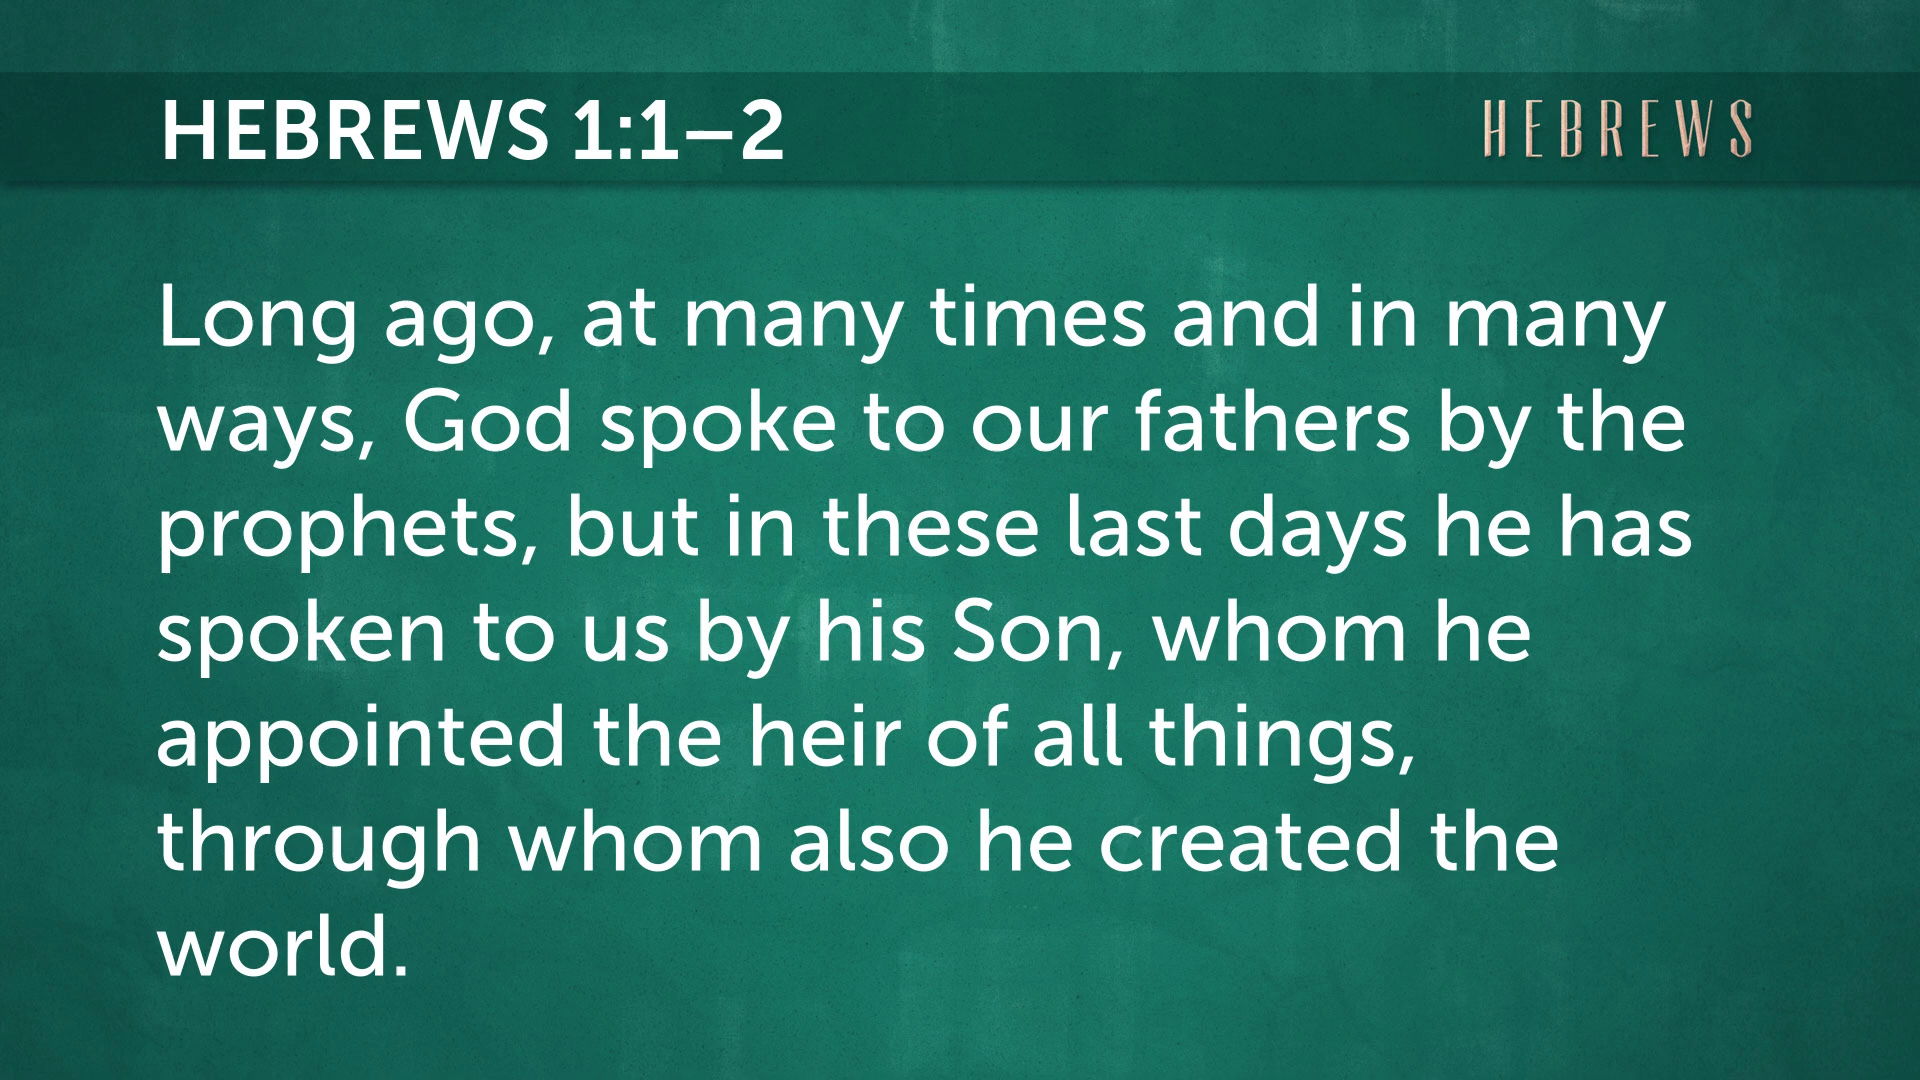 HEBREWS 1:1–2
HEBREWS
Long ago, at many times and in many
ways, God spoke to our fathers by the
prophets, but in these last days he has
spoken to us by his Son, whom he
appointed the heir of all things,
through whom also he created the
world.